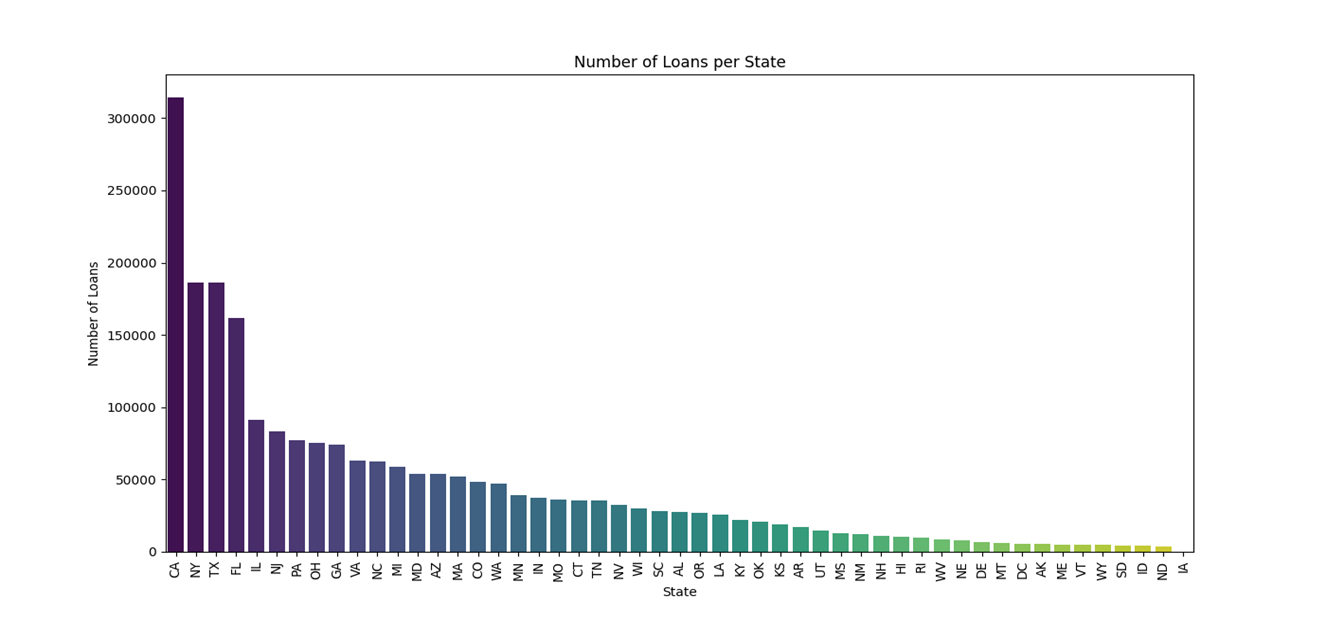 Number of Loans per State
Number of Loans
300000
250000
200000
150000
100000
50000
0
CA NY TX FL IL NJ PA OH GA VA NC MI MD AZ MA CO WA MN IN MO CT TN NV WI SC AL OR LA KY OK KS AR UT MS NM NH HI RI WV NE DE MT DC AK ME VT WY SD ID ND IA
State